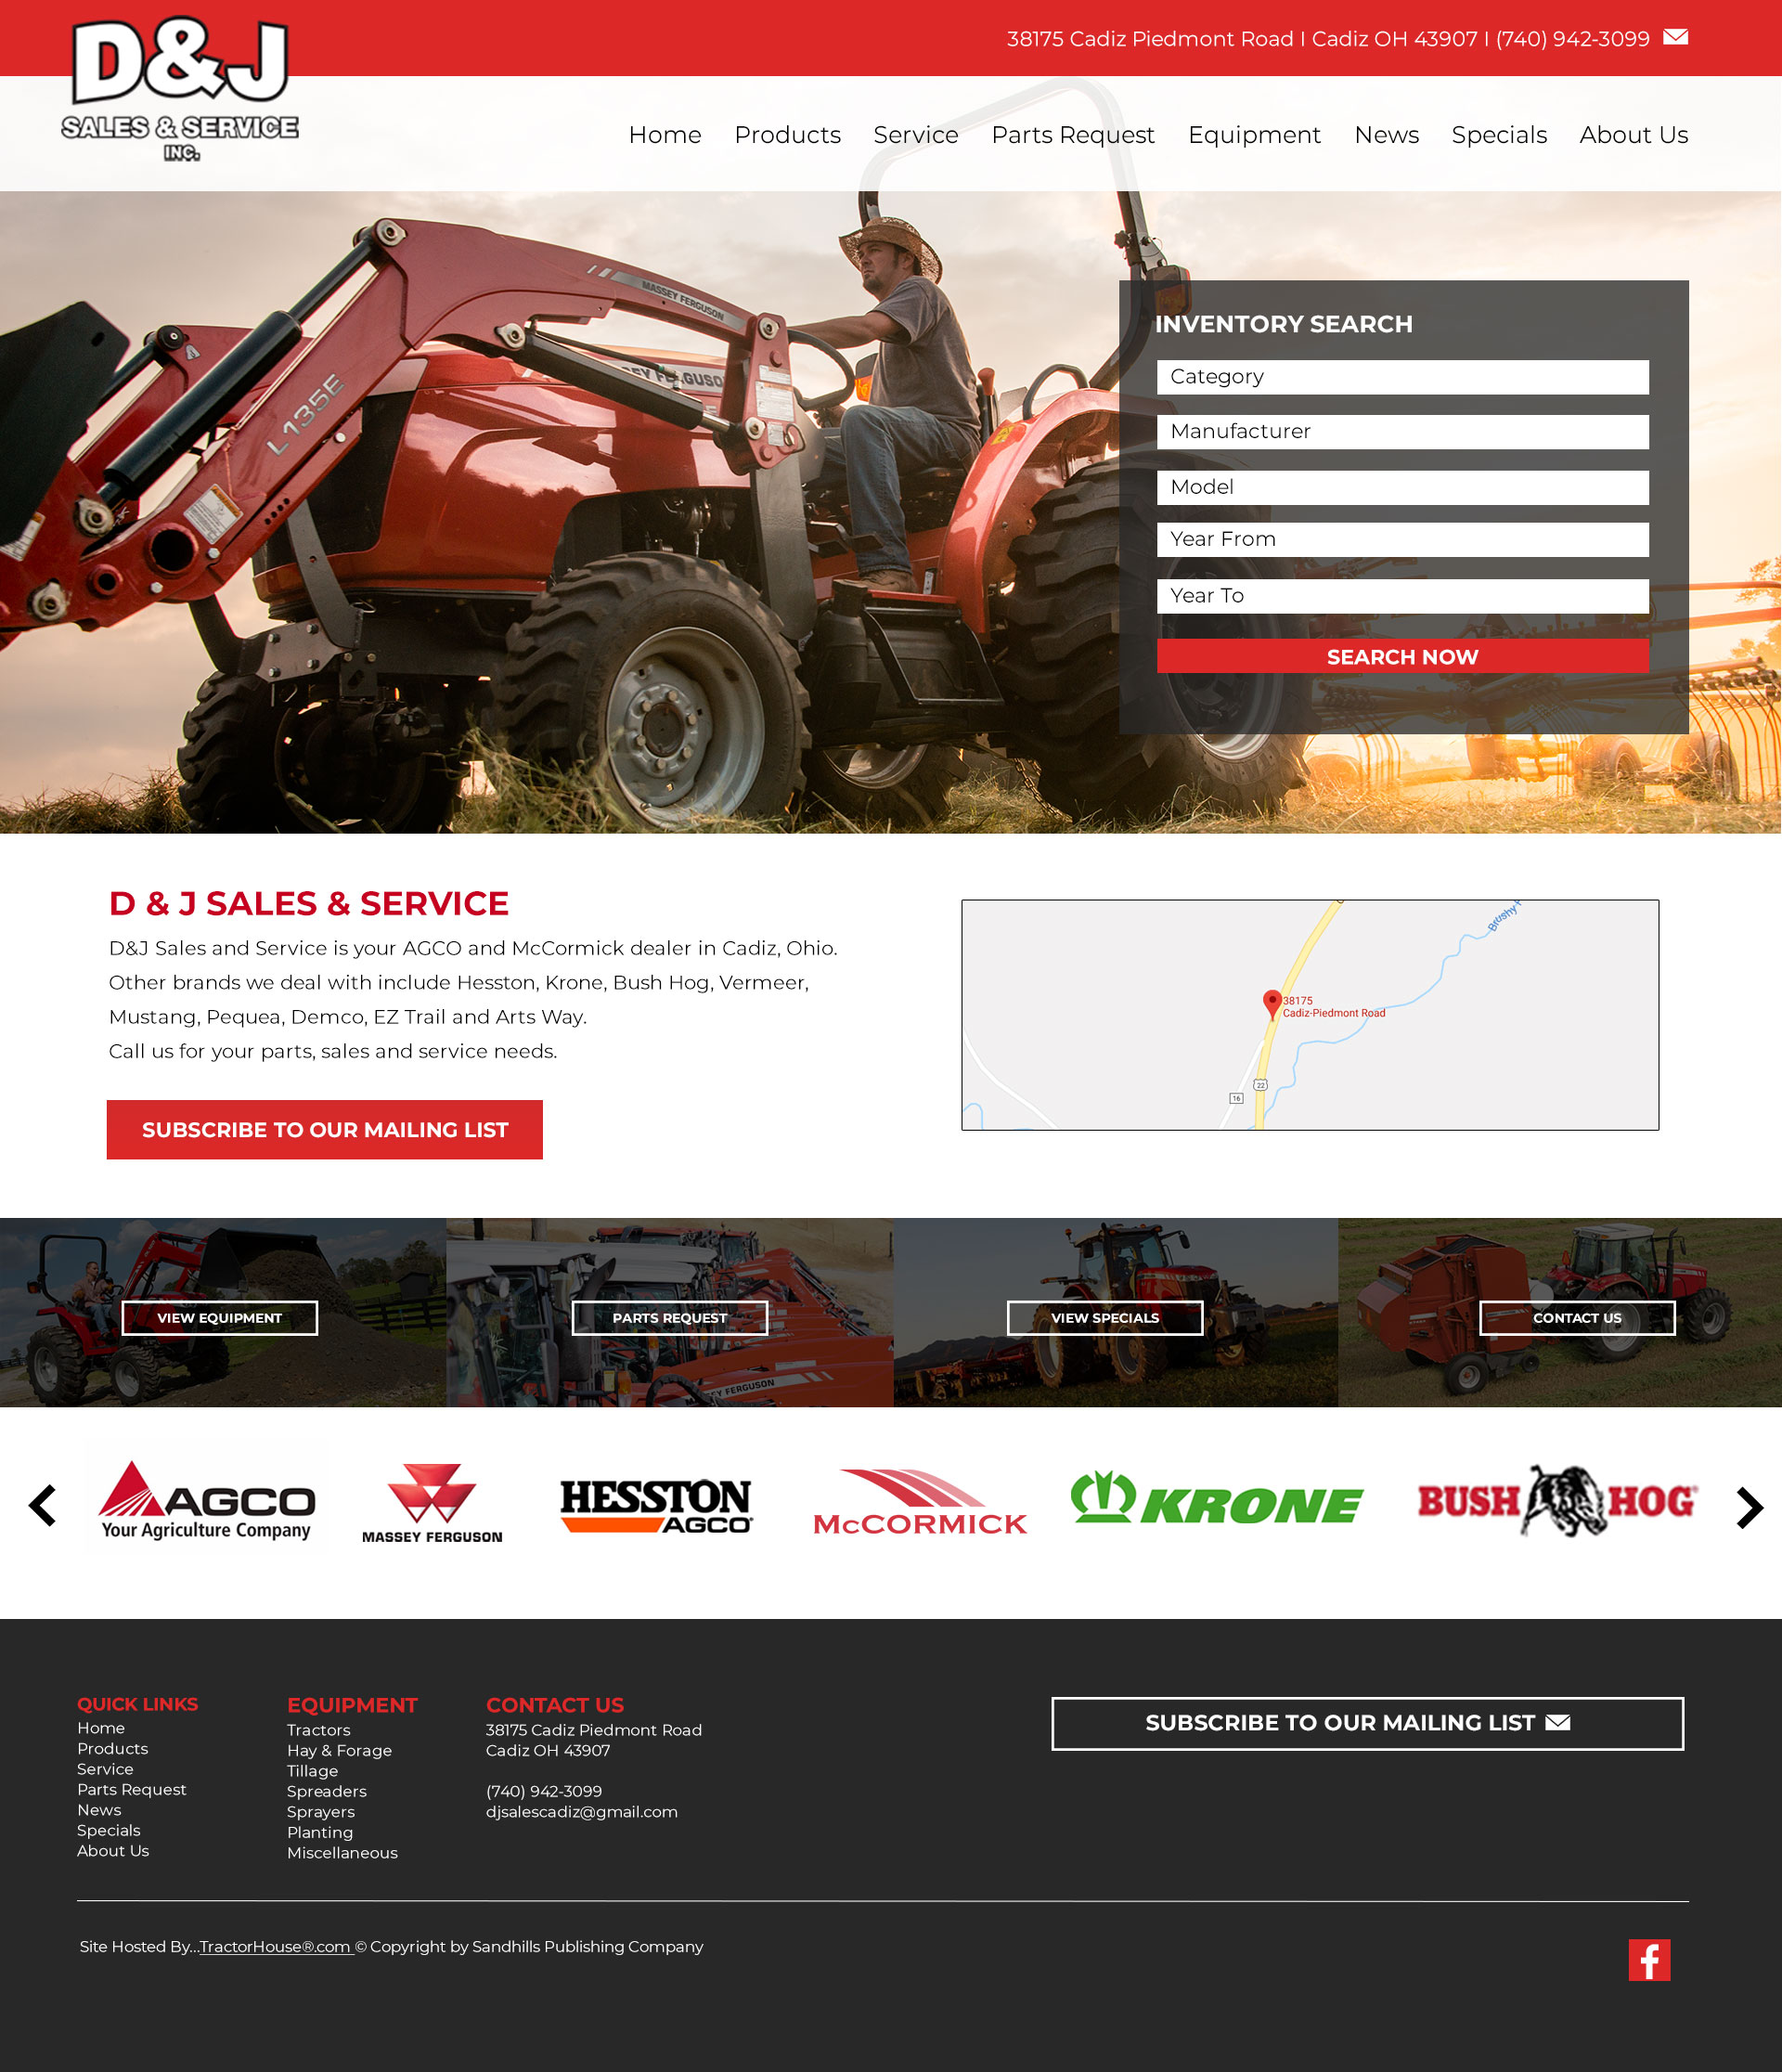 D&J
SALES & SERVICE
INC.
38175 Cadiz Piedmont Road I Cadiz OH 43907 I (740) 942-3099
Home Products Service Parts Request Equipment News Specials About Us
MASSEY FERGUSON
SEY FERGUSON
L135E
INVENTORY SEARCH
Category
Manufacturer
Model
Year From
Year To
SEARCH NOW
D & J SALES & SERVICE
D&J Sales and Service is your AGCO and McCormick dealer in Cadiz, Ohio.
Other brands we deal with include Hesston, Krone, Bush Hog, Vermeer,
Mustang, Pequea, Demco, EZ Trail and Arts Way.
Call us for your parts, sales and service needs.
SUBSCRIBE TO OUR MAILING LIST
Brushy F
38175
Cadiz-Piedmont Road
22
16
VIEW EQUIPMENT
PARTS REQUEST
VIEW SPECIALS
CONTACT US
MASSEY FERGUSON
AGCO
Your Agriculture Company
MASSEY FERGUSON
HESSTON
AGCO
McCORMICK
KRONE
BUSH HOG®
QUICK LINKS
Home
Products
Service
Parts Request
News
Specials
About Us
EQUIPMENT
Tractors
Hay & Forage
Tillage
Spreaders
Sprayers
Planting
Miscellaneous
CONTACT US
38175 Cadiz Piedmont Road
Cadiz OH 43907
(740) 942-3099
djsalescadiz@gmail.com
SUBSCRIBE TO OUR MAILING LIST
Site Hosted By...TractorHouse®.com © Copyright by Sandhills Publishing Company